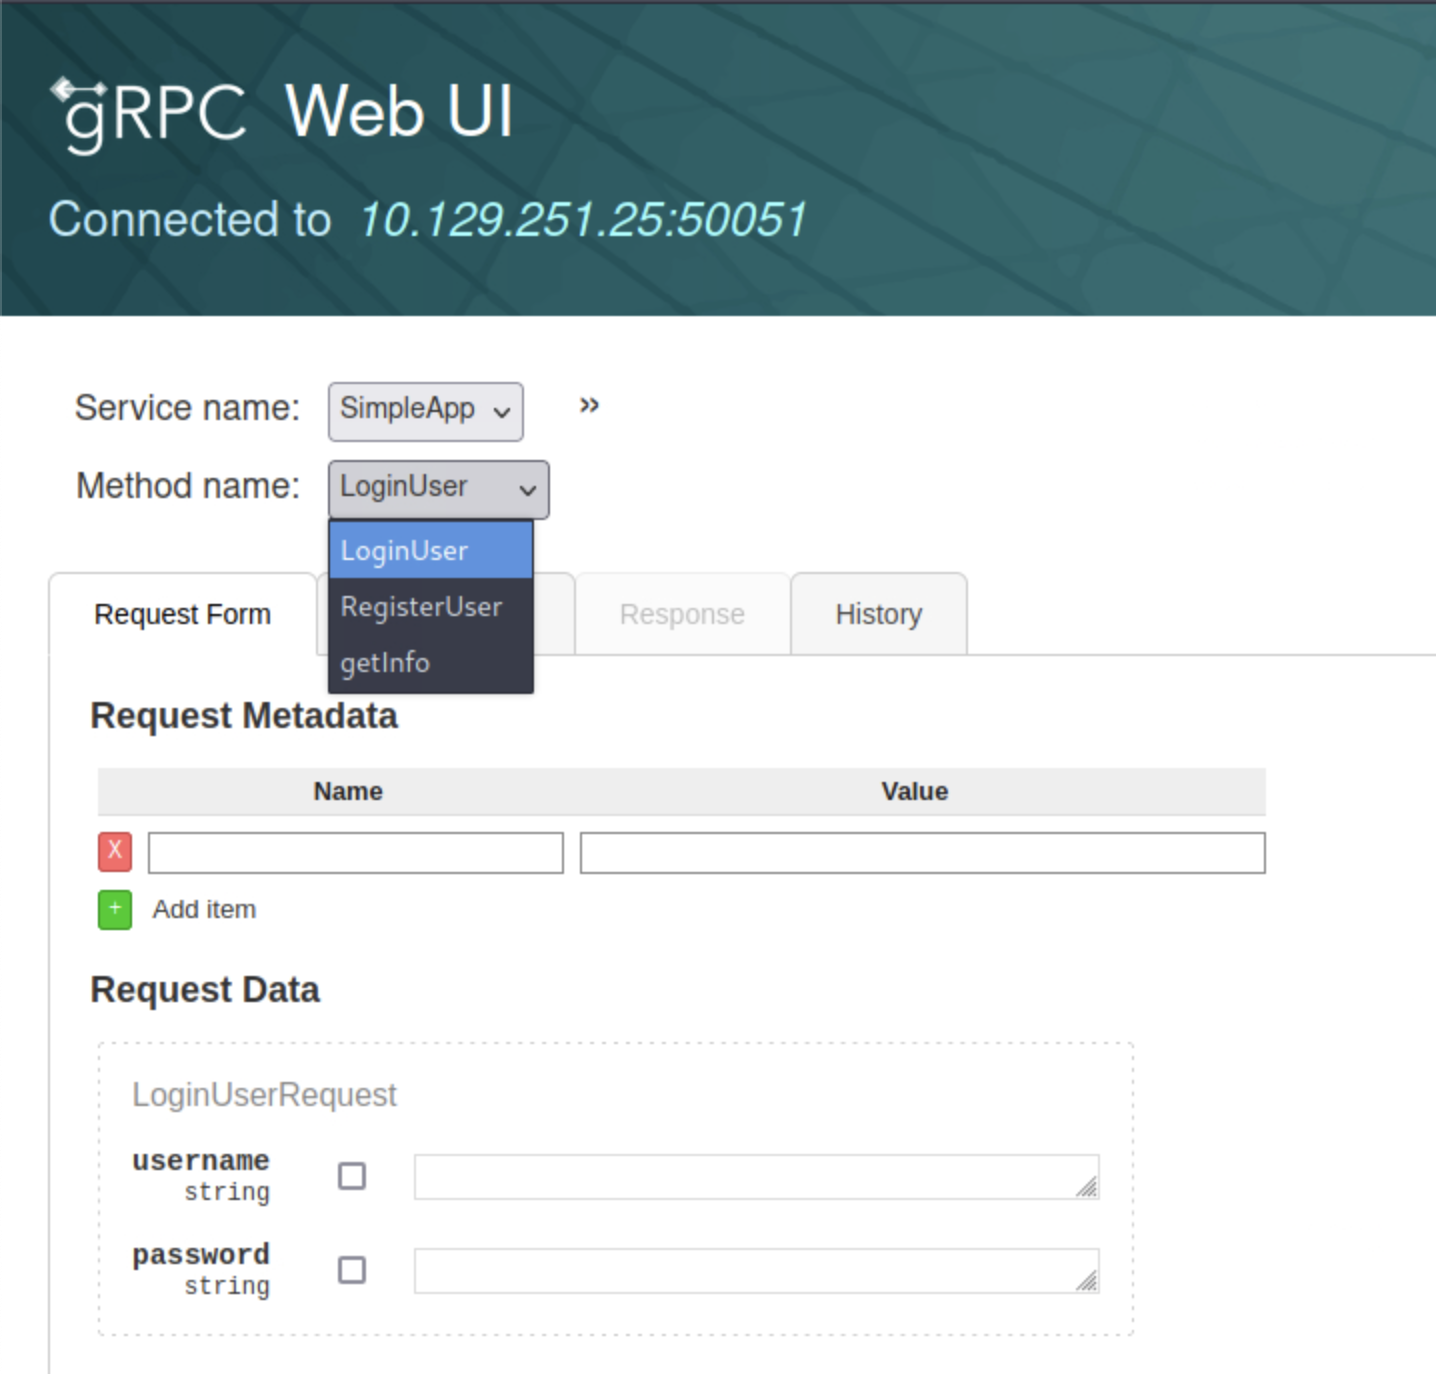 gRPC Web UI
Connected to 10.129.251.25:50051
Service name: SimpleApp »
Method name: LoginUser
LoginUser
RegisterUser
getInfo
Request Form Response History
Request Metadata
Name Value
X
+ Add item
Request Data
LoginUserRequest
username
string
password
string